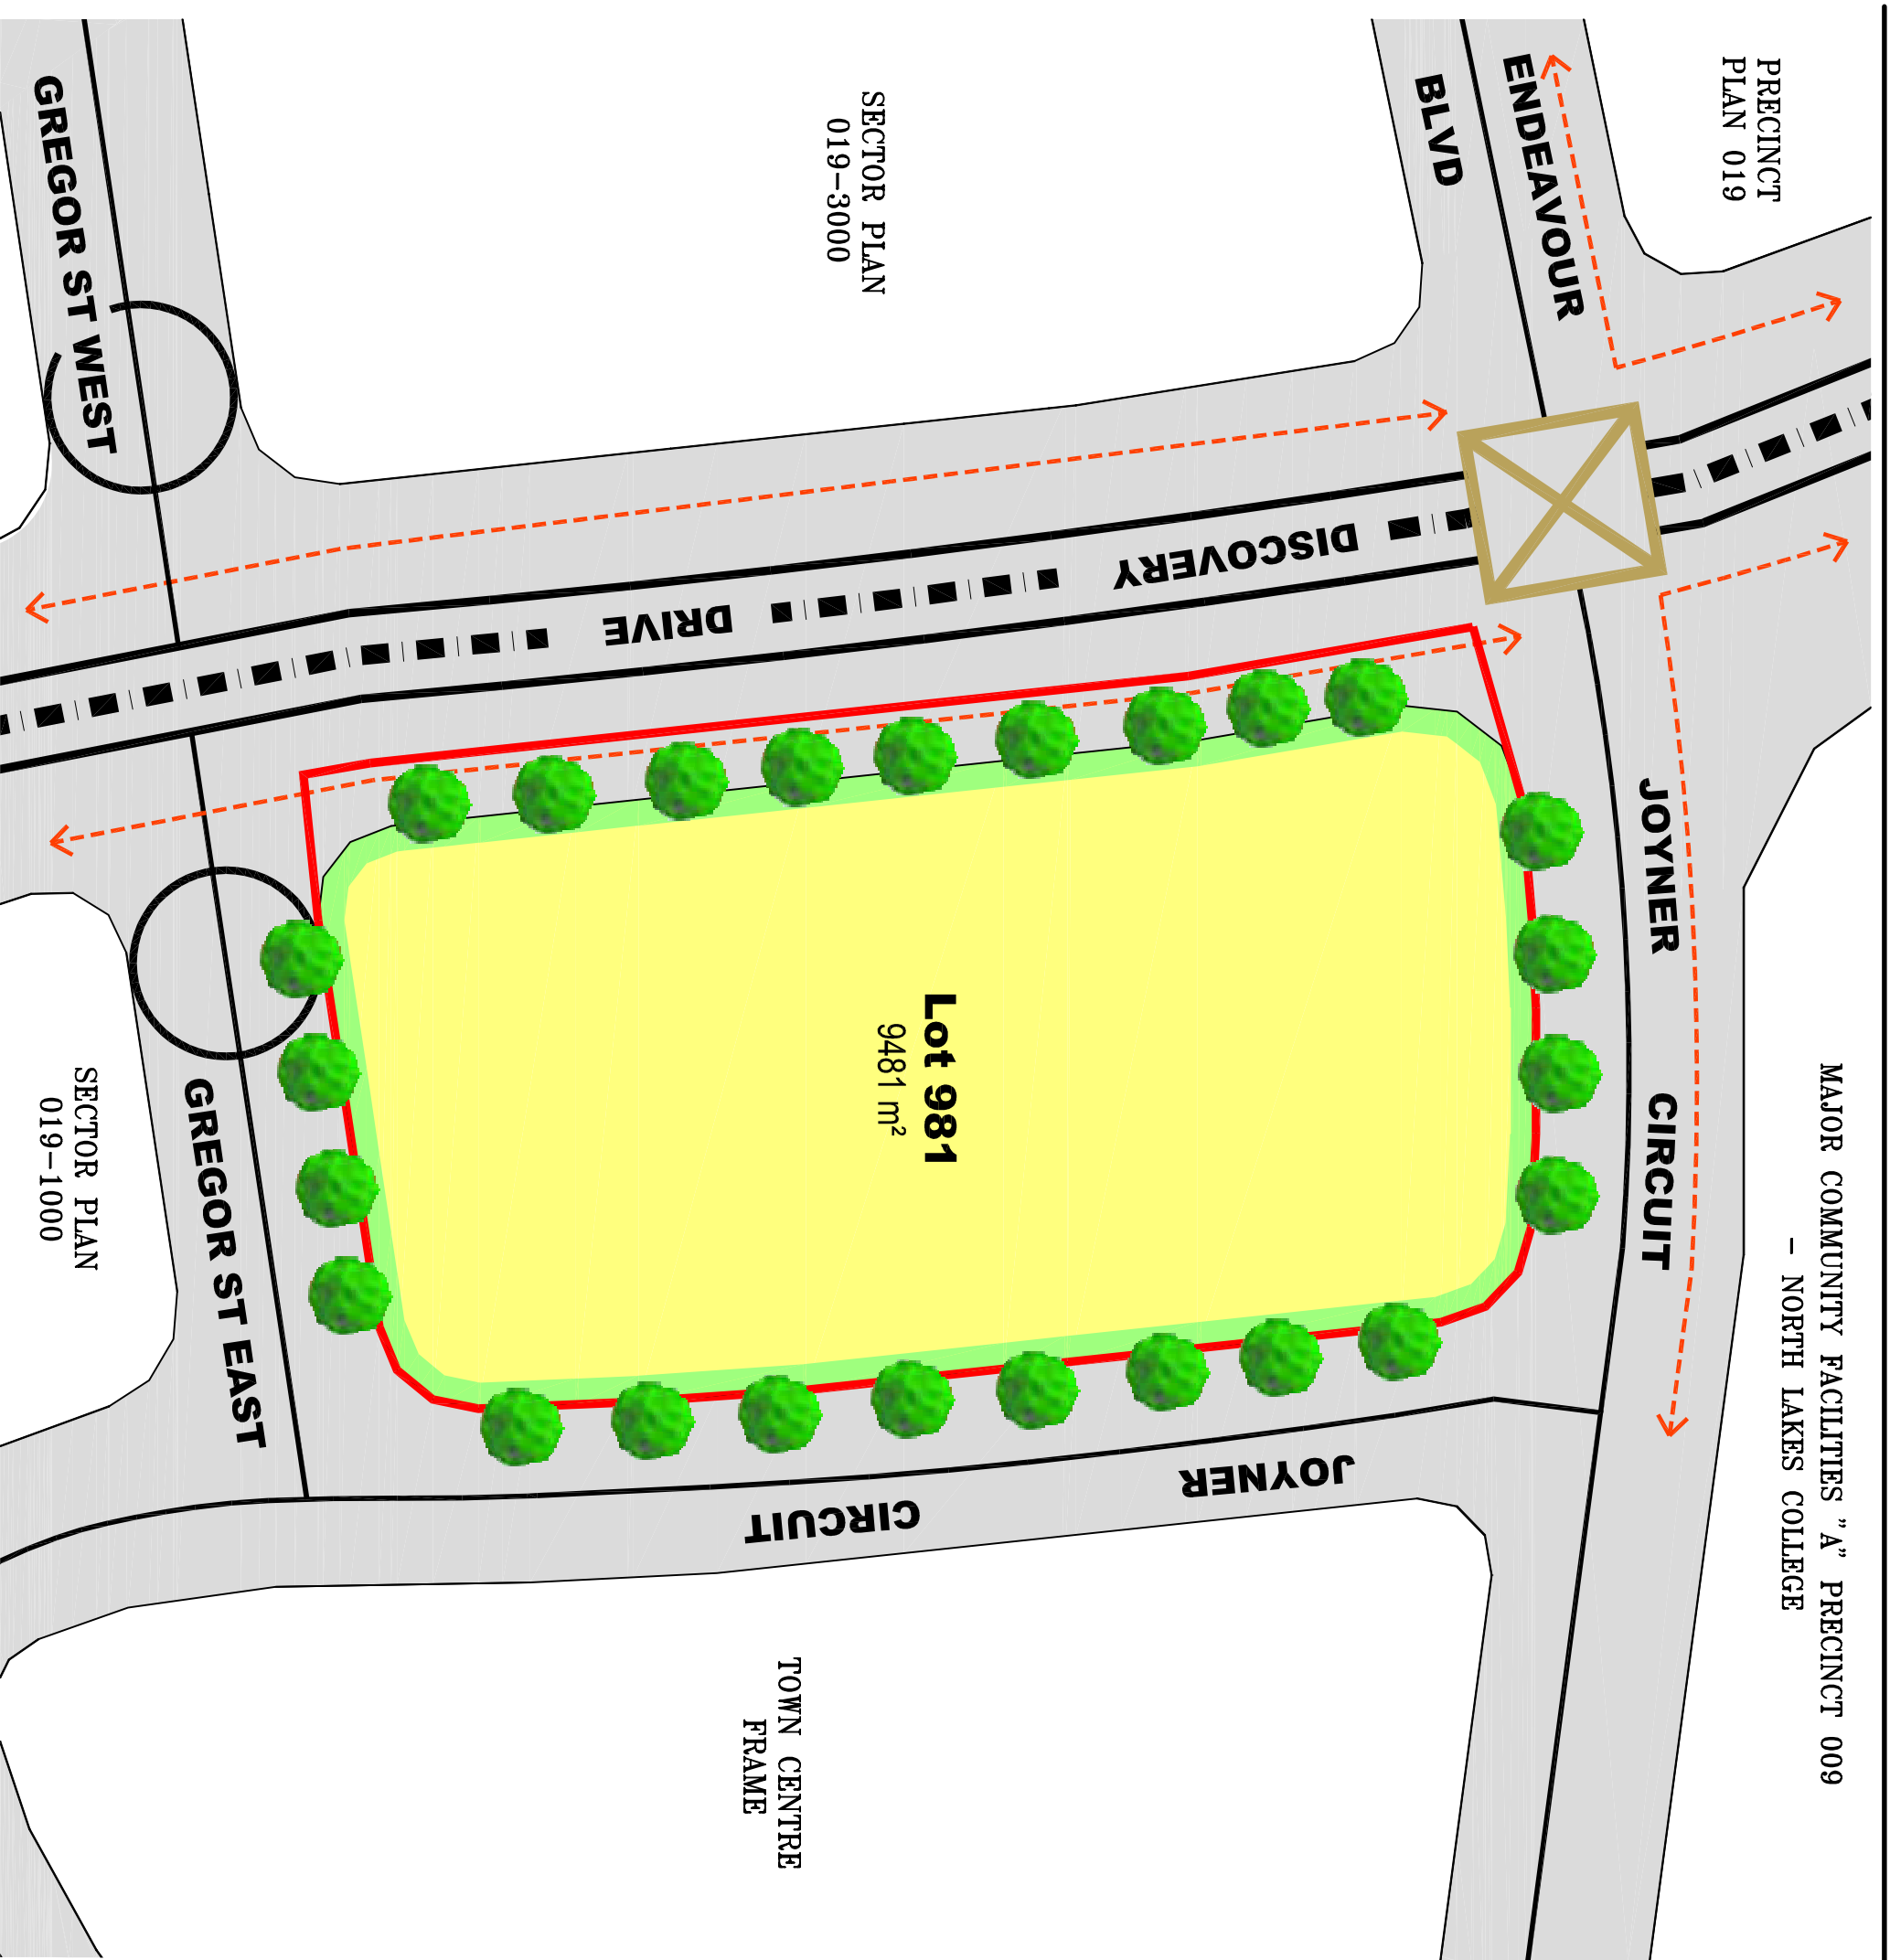 PRECINCT
PLAN 019
ENDEAVOUR
BLVD
SECTOR PLAN
019-3000
GREGOR ST WEST
DISCOVERY
DRIVE
JOYNER
CIRCUIT
MAJOR COMMUNITY FACILITIES "A" PRECINCT 009
- NORTH LAKES COLLEGE
Lot 981
9481 m²
SECTOR PLAN
019-1000
GREGOR ST EAST
JOYNER
CIRCUIT
TOWN CENTRE
FRAME